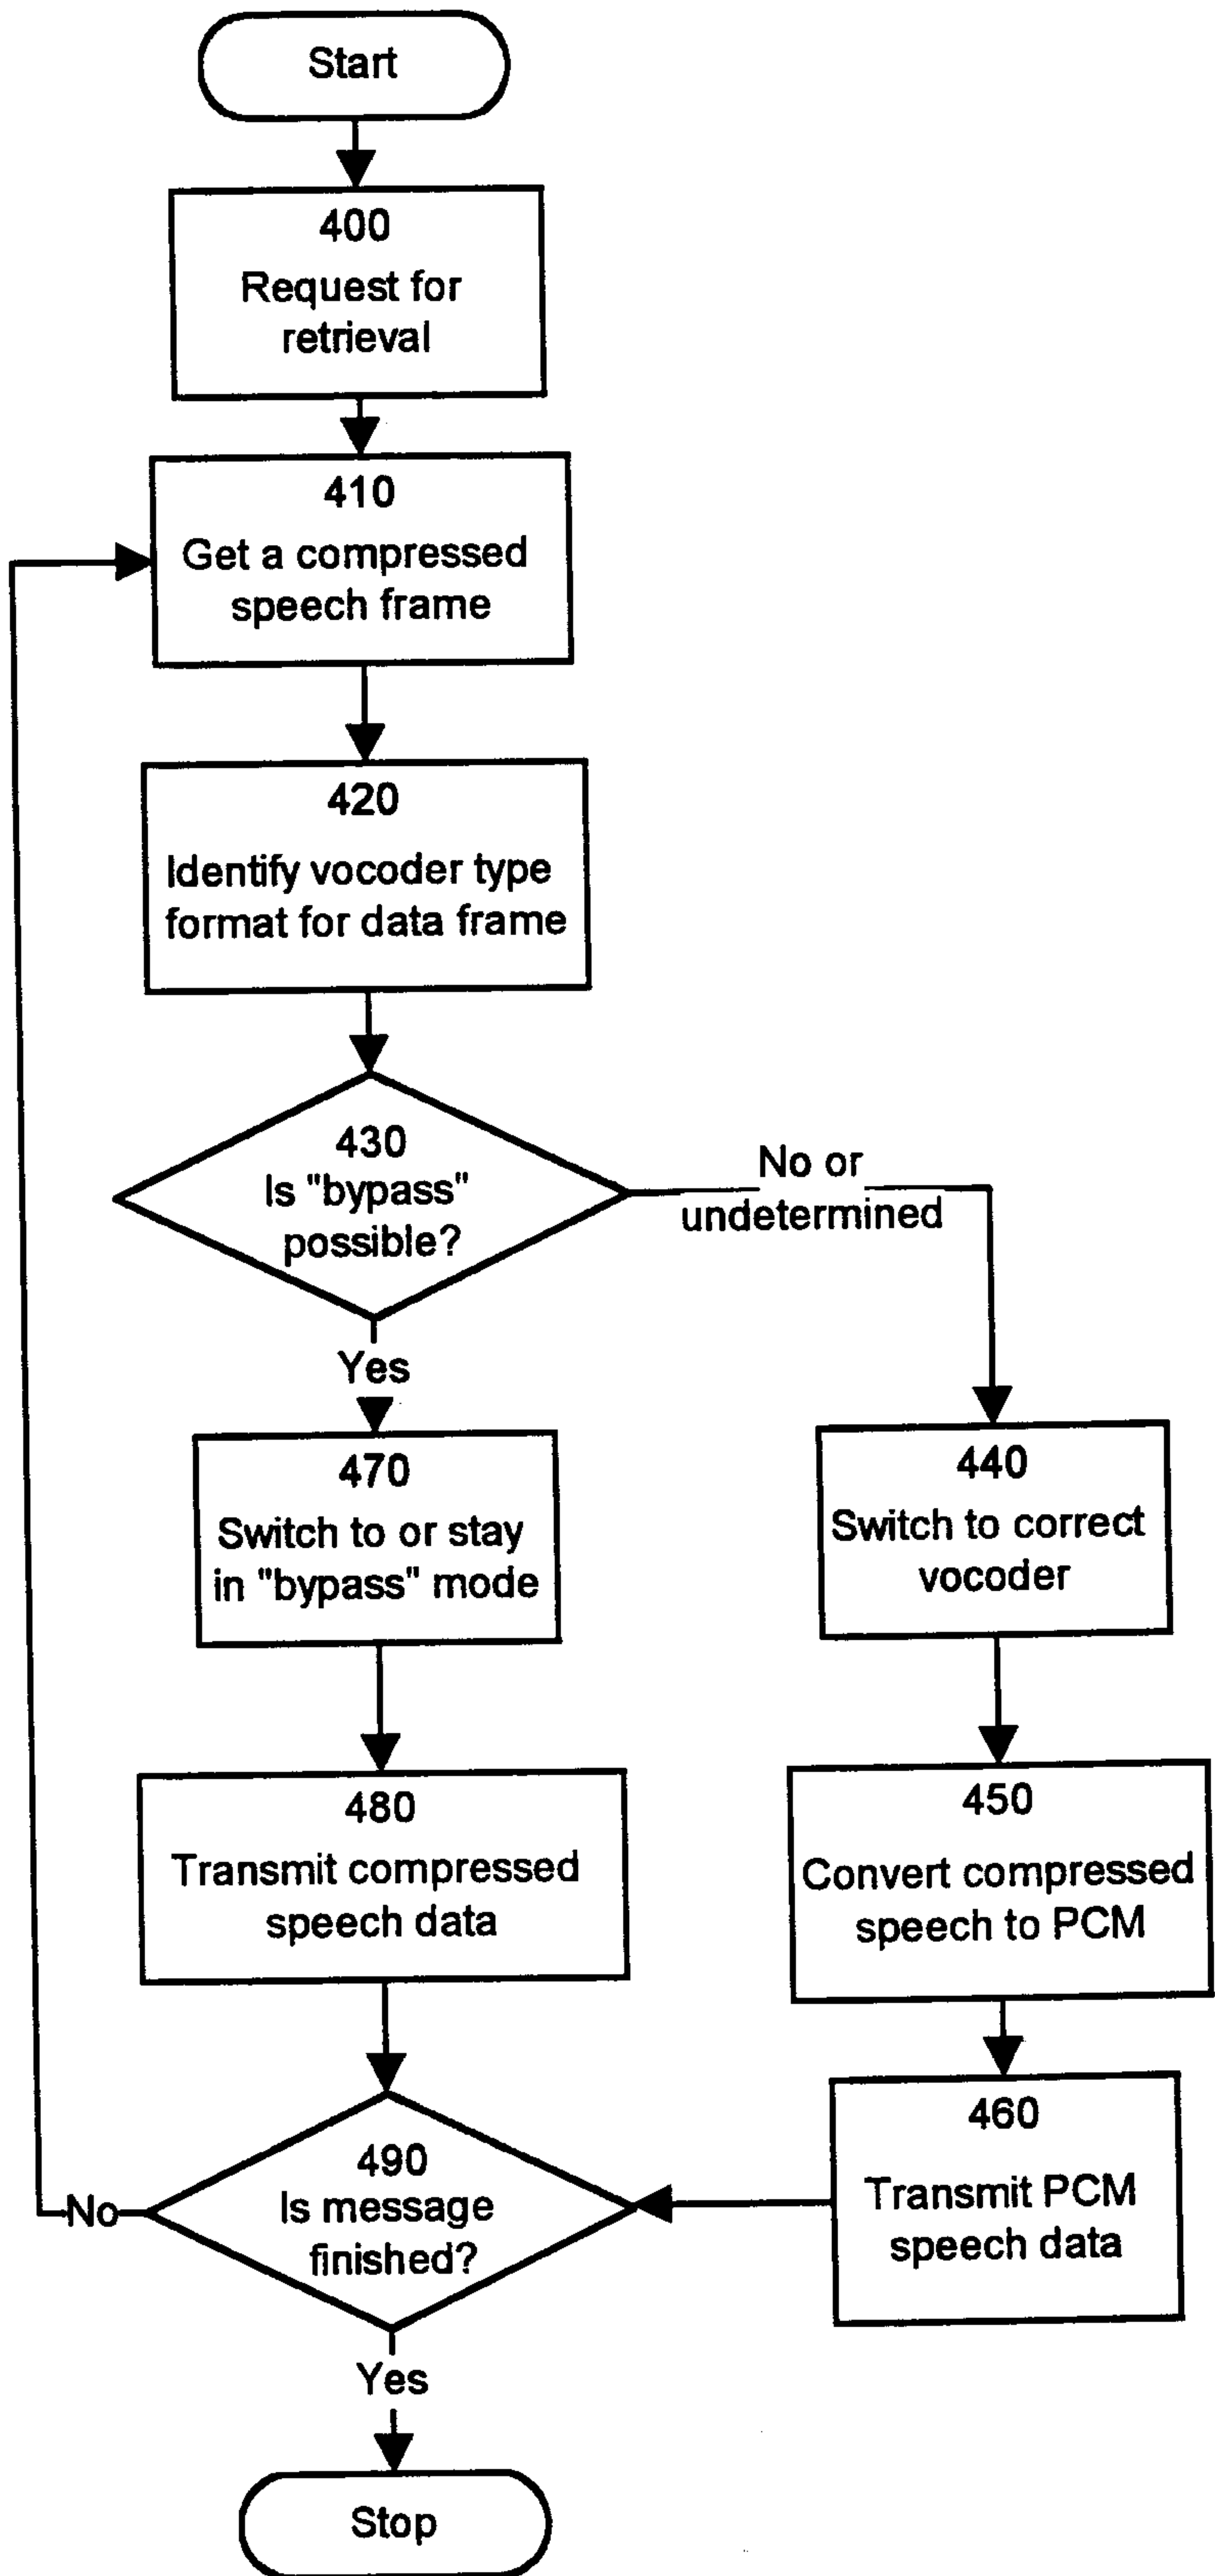 Start
400
Request for
retrieval
410
Get a compressed
speech frame
420
Identify vocoder type
format for data frame
430
Is "bypass"
possible?
No or
undetermined
Yes
470
Switch to or stay
in "bypass" mode
440
Switch to correct
vocoder
480
Transmit compressed
speech data
450
Convert compressed
speech to PCM
460
Transmit PCM
speech data
490
Is message
finished?
No
Yes
Stop